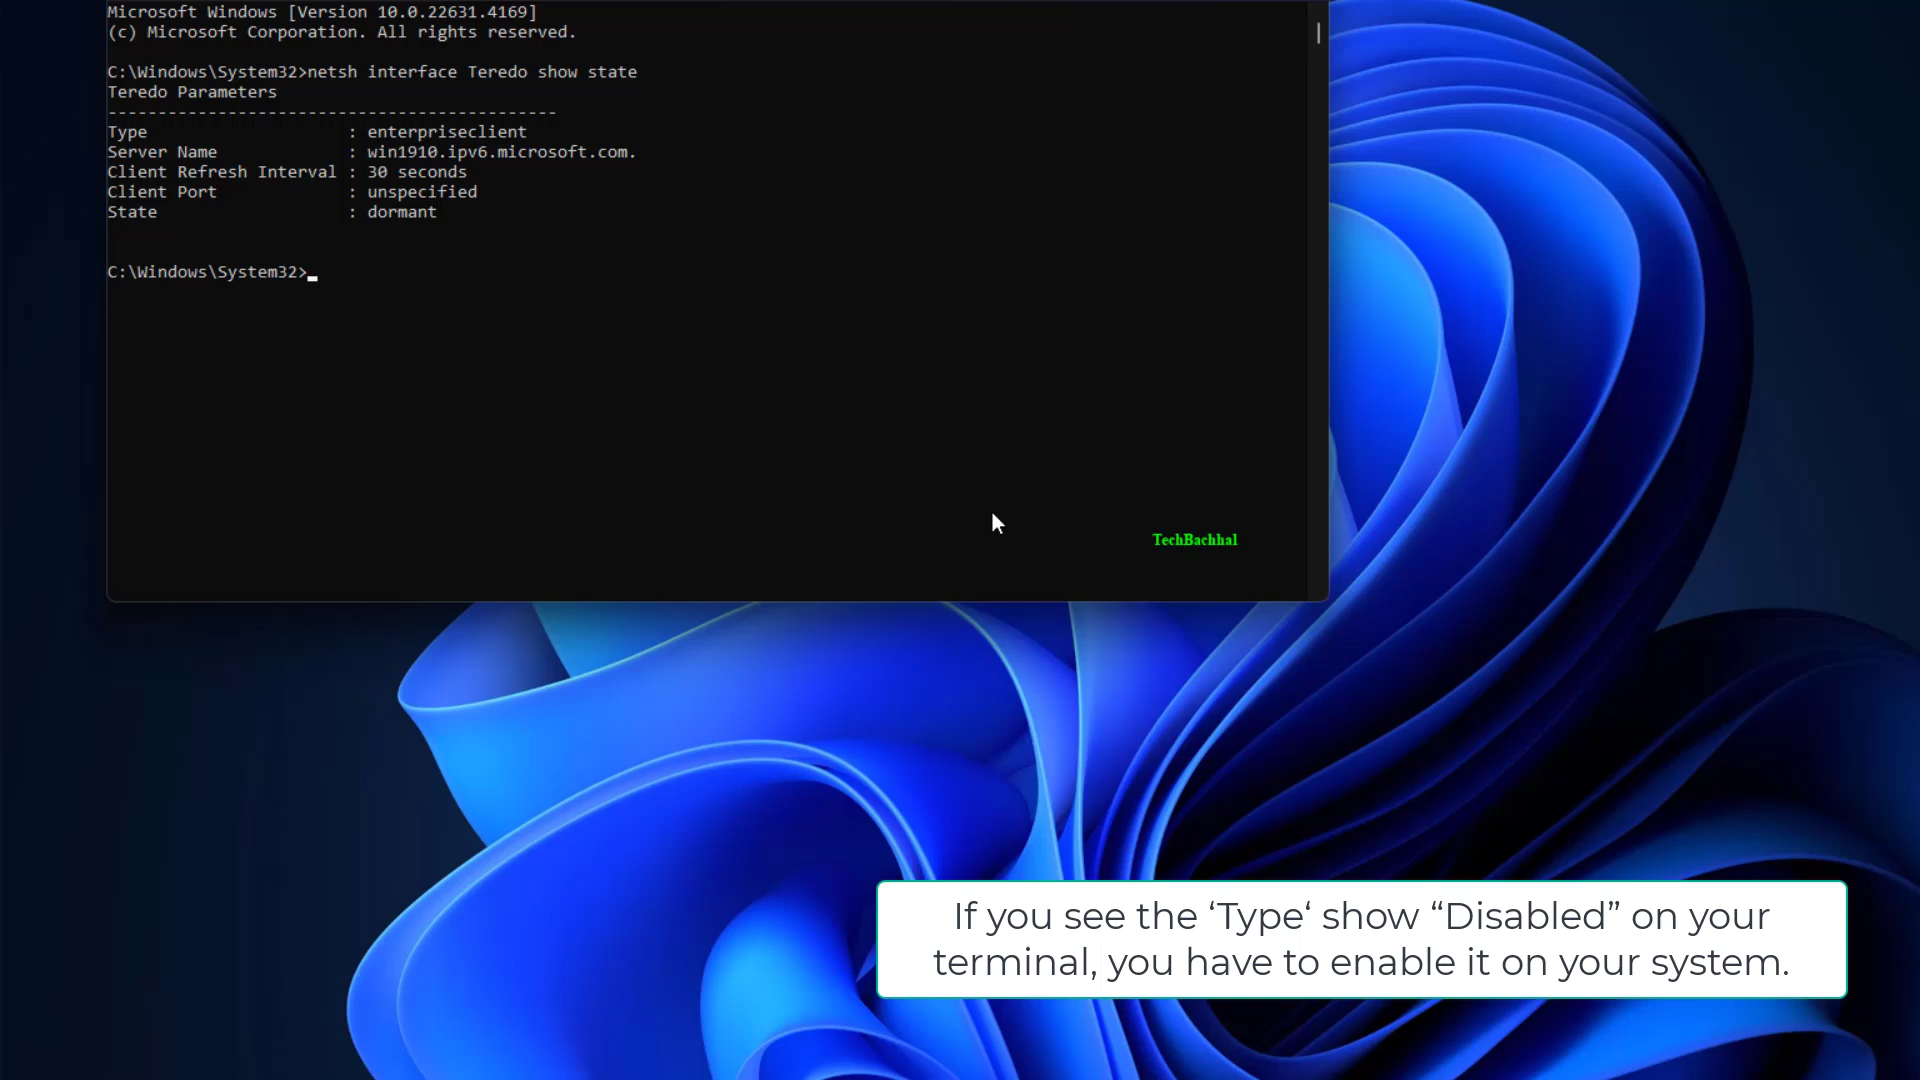 Microsoft Windows [Version 10.0.22631.4169]
(c) Microsoft Corporation. All rights reserved.
C:\Windows\System32>netsh interface Teredo show state
Teredo Parameters
---------------------------------------------
Type                    : enterpriseclient
Server Name             : win1910.ipv6.microsoft.com.
Client Refresh Interval : 30 seconds
Client Port             : unspecified
State                   : dormant
C:\Windows\System32>
TechBachhal
If you see the ‘Type‘ show “Disabled” on your
terminal, you have to enable it on your system.